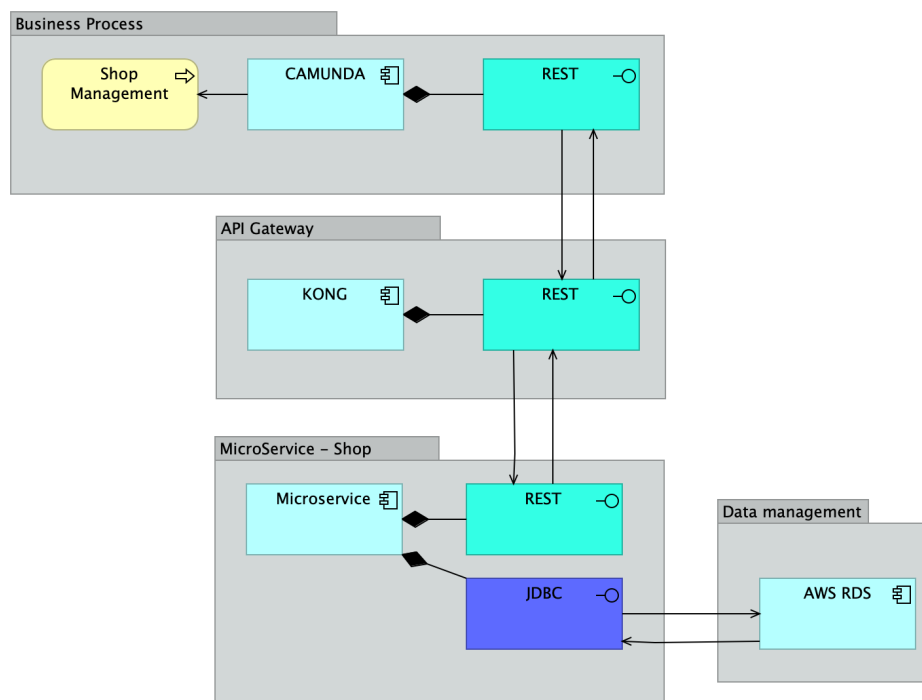 Business Process
Shop
Management
CAMUNDA
REST
API Gateway
KONG
REST
MicroService – Shop
Microservice
REST
JDBC
Data management
AWS RDS